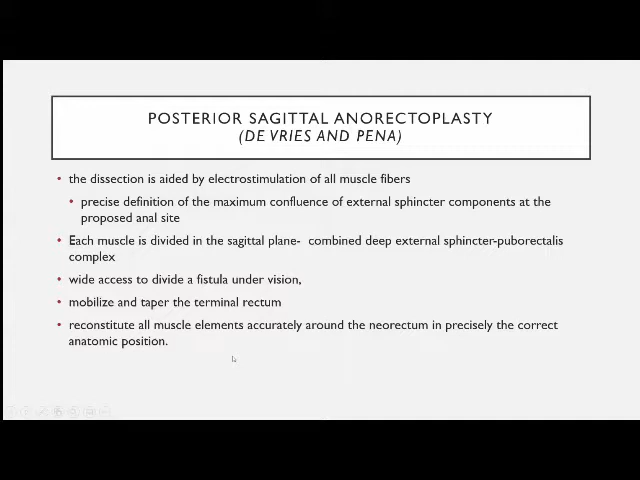 POSTERIOR SAGITTAL ANORECTOPLASTY
(DE VRIES AND PENA)
• the dissection is aided by electrostimulation of all muscle fibers
• precise definition of the maximum confluence of external sphincter components at the
proposed anal site
• Each muscle is divided in the sagittal plane- combined deep external sphincter-puborectalis
complex
• wide access to divide a fistula under vision,
• mobilize and taper the terminal rectum
• reconstitute all muscle elements accurately around the neorectum in precisely the correct
anatomic position.